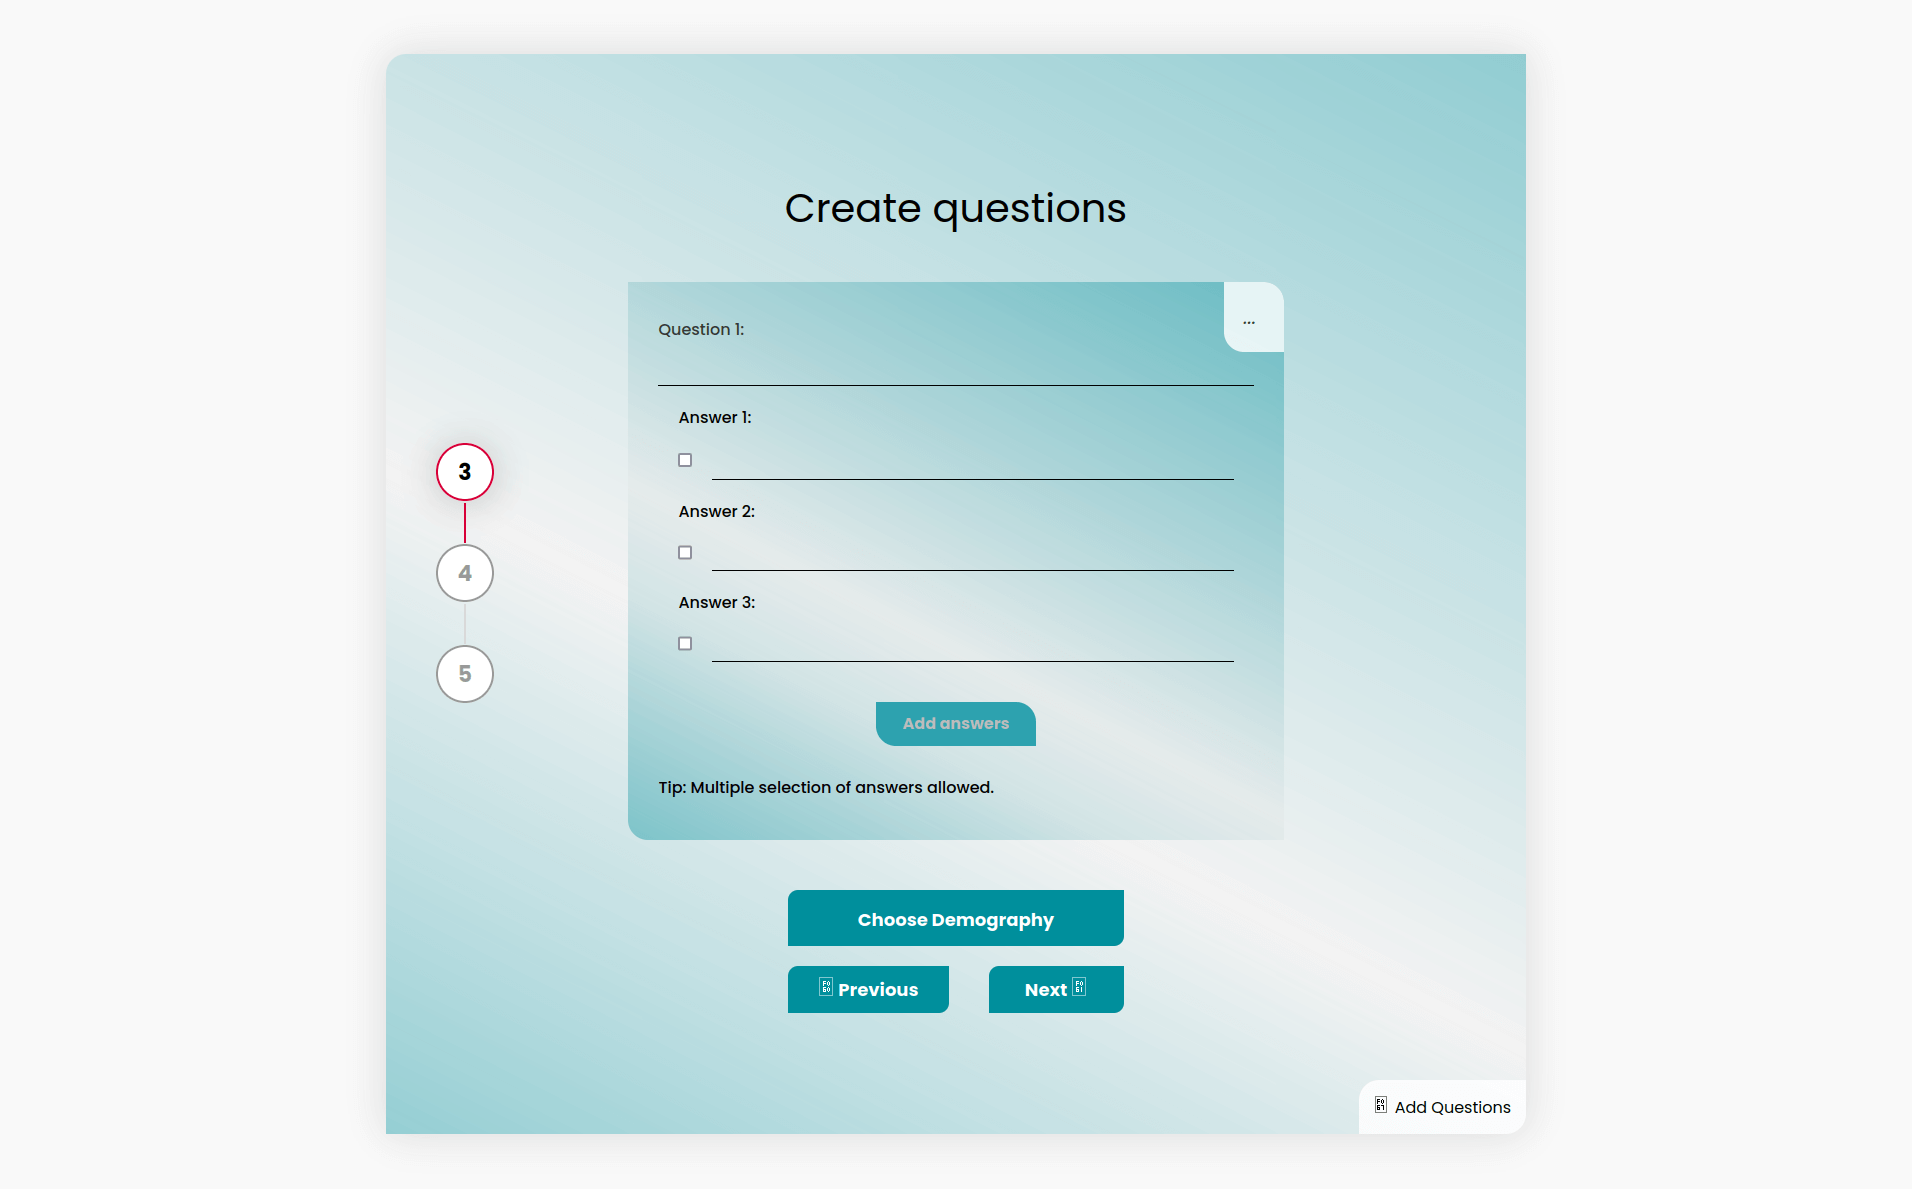 Create questions
...
Question 1:
Answer 1:
3
Answer 2:
4
Answer 3:
5
Add answers
Tip: Multiple selection of answers allowed.
Choose Demography
Previous
Next
Add Questions